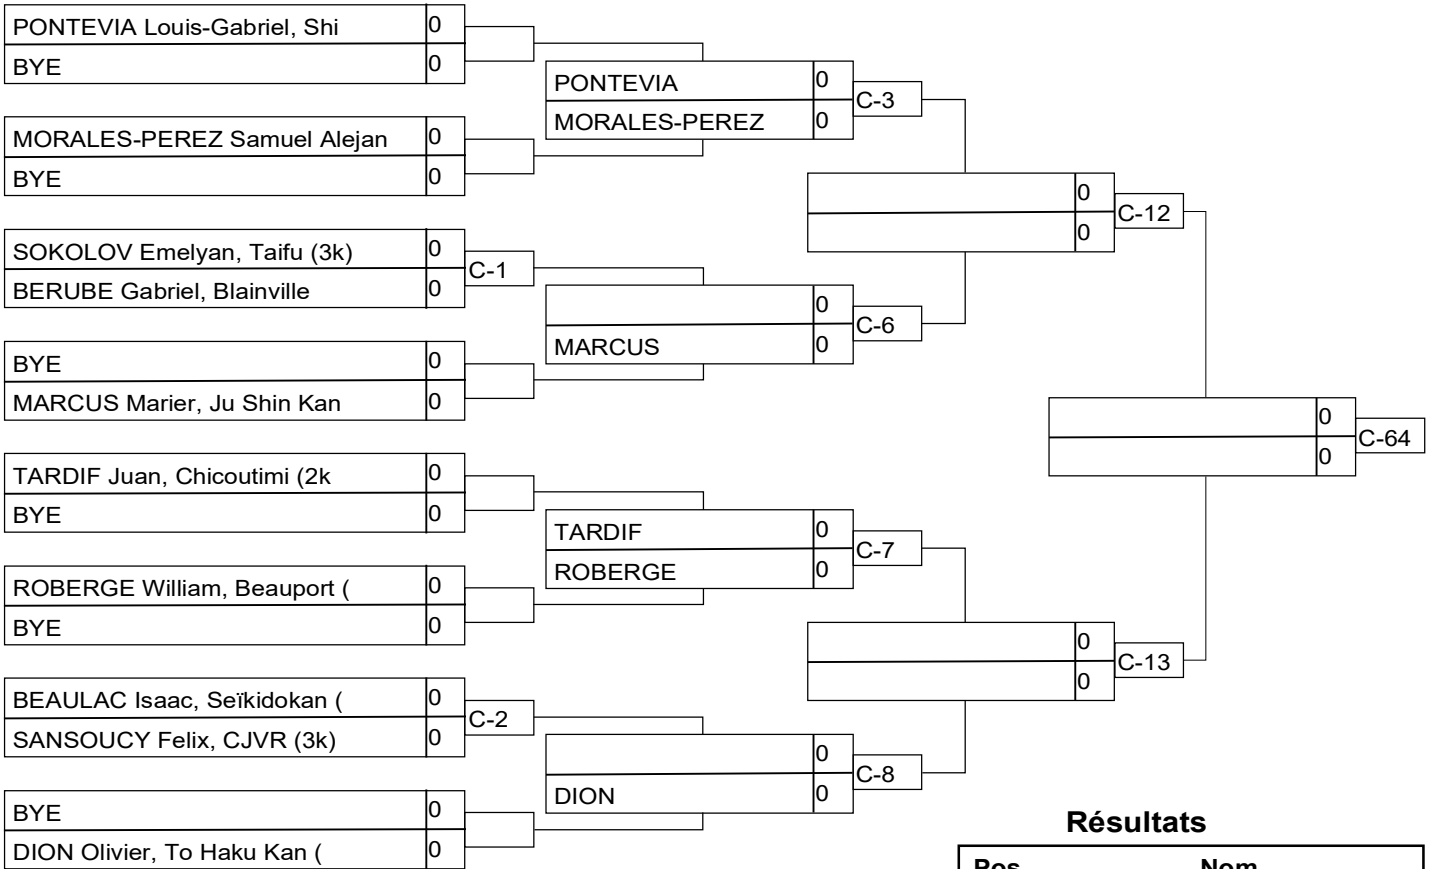 PONTEVIA Louis-Gabriel, Shi 0
BYE 0
MORALES-PEREZ Samuel Alejan 0
BYE 0
SOKOLOV Emelyan, Taifu (3k) 0
C-1
BERUBE Gabriel, Blainville 0
BYE 0
MARCUS Marier, Ju Shin Kan 0
TARDIF Juan, Chicoutimi (2k 0
BYE 0
ROBERGE William, Beauport ( 0
BYE 0
BEAULAC Isaac, Seïkidokan ( 0
C-2
SANSOUCY Felix, CJVR (3k) 0
BYE 0
DION Olivier, To Haku Kan ( 0
PONTEVIA 0
C-3
MORALES-PEREZ 0
0
C-6
MARCUS 0
TARDIF 0
C-7
ROBERGE 0
0
C-8
DION 0
0
C-12
0
0
C-13
0
0
C-64
0
Résultats
Pos Nom